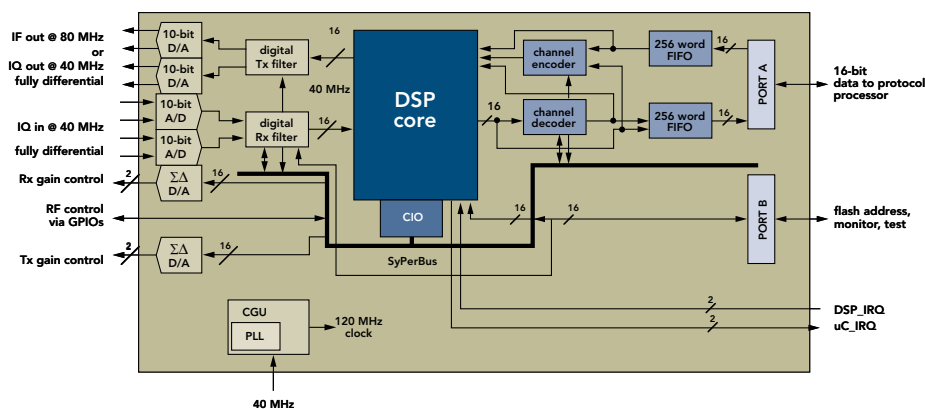 IF out @ 80 MHz
or
IQ out @ 40 MHz
fully differential
IQ in @ 40 MHz
fully differential
Rx gain control
RF control
via GPIOs
Tx gain control
2
2
10-bit
D/A
10-bit
D/A
10-bit
A/D
10-bit
A/D
ΣΔ
D/A
ΣΔ
D/A
16
16
digital
Tx filter
digital
Rx filter
16
40 MHz
16
DSP
core
CIO
SyPerBus
16
channel
encoder
channel
decoder
256 word
FIFO
256 word
FIFO
16
16
PORT A
16-bit
data to protocol
processor
16
16
PORT B
flash address,
monitor, test
2
DSP_IRQ
2
uC_IRQ
CGU
PLL
120 MHz
clock
40 MHz